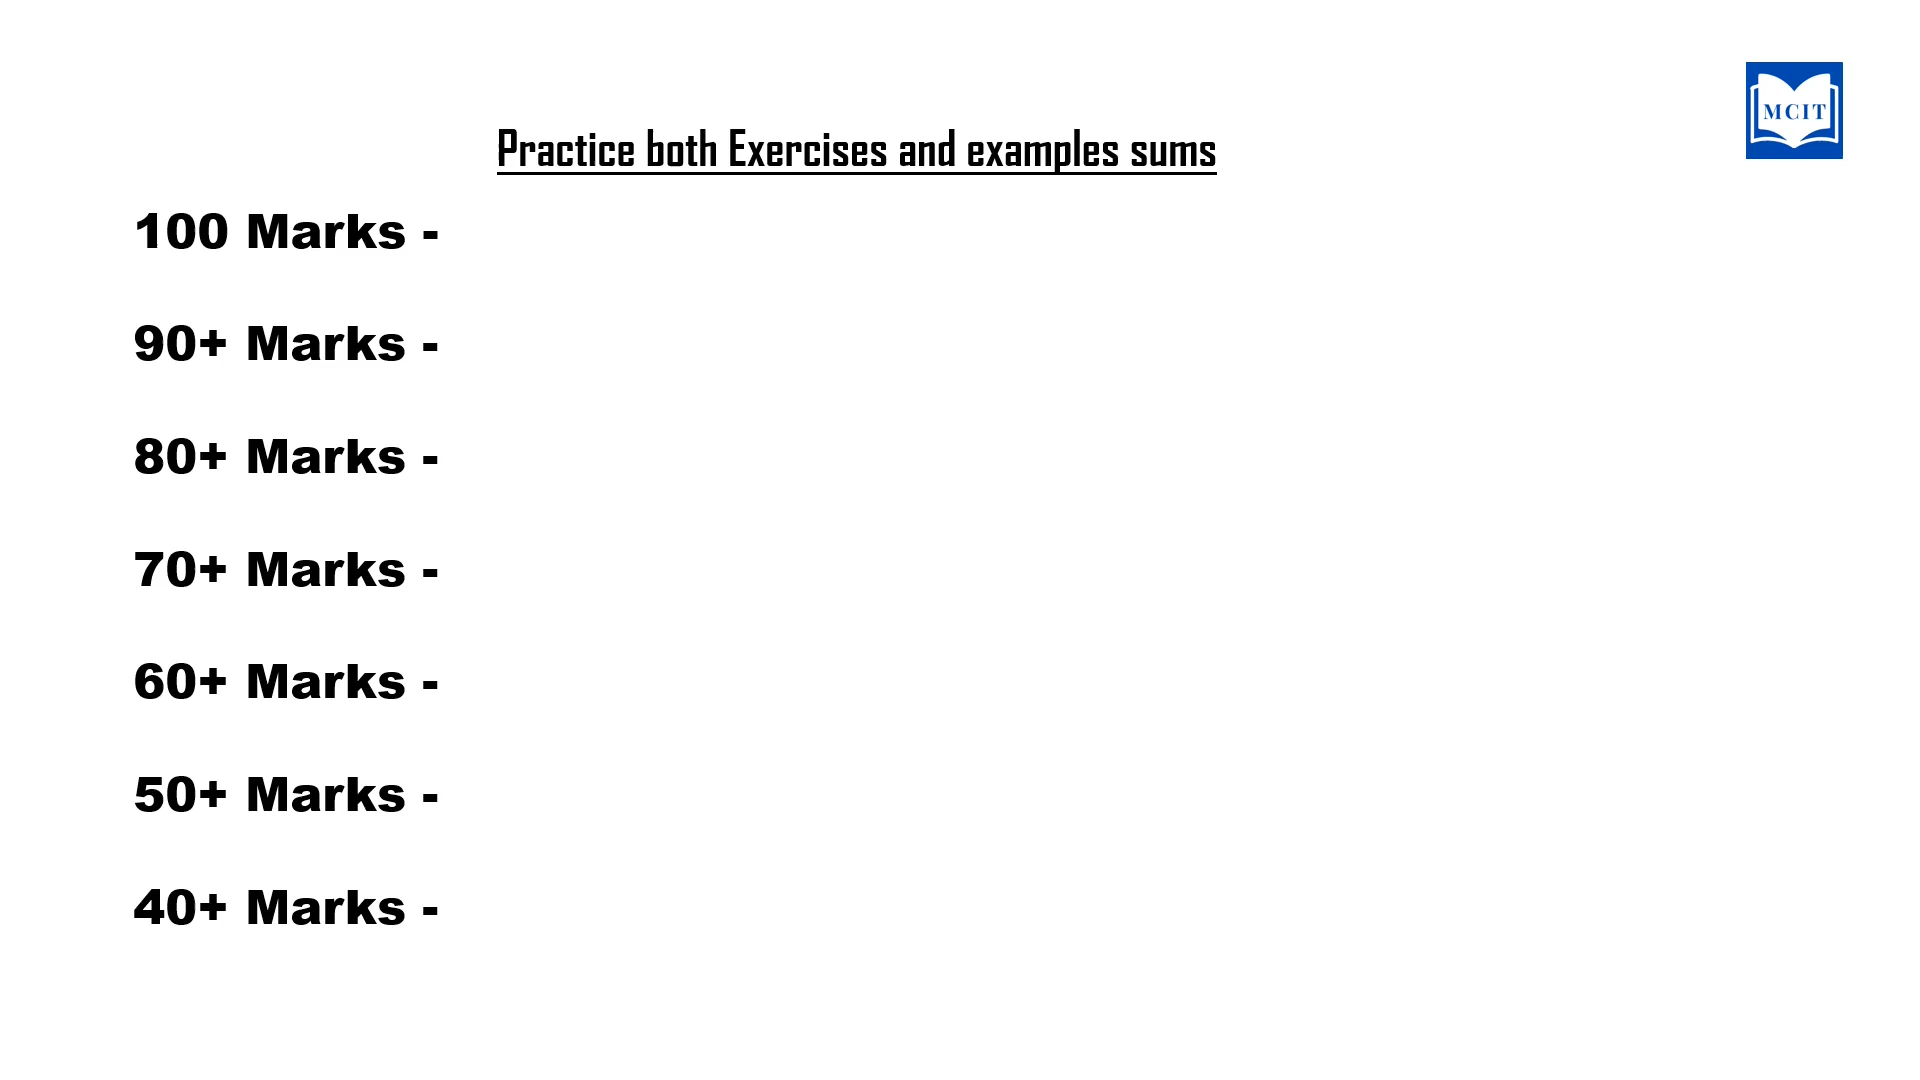 MCIT
Practice both Exercises and examples sums
100 Marks -
90+ Marks -
80+ Marks -
70+ Marks -
60+ Marks -
50+ Marks -
40+ Marks -